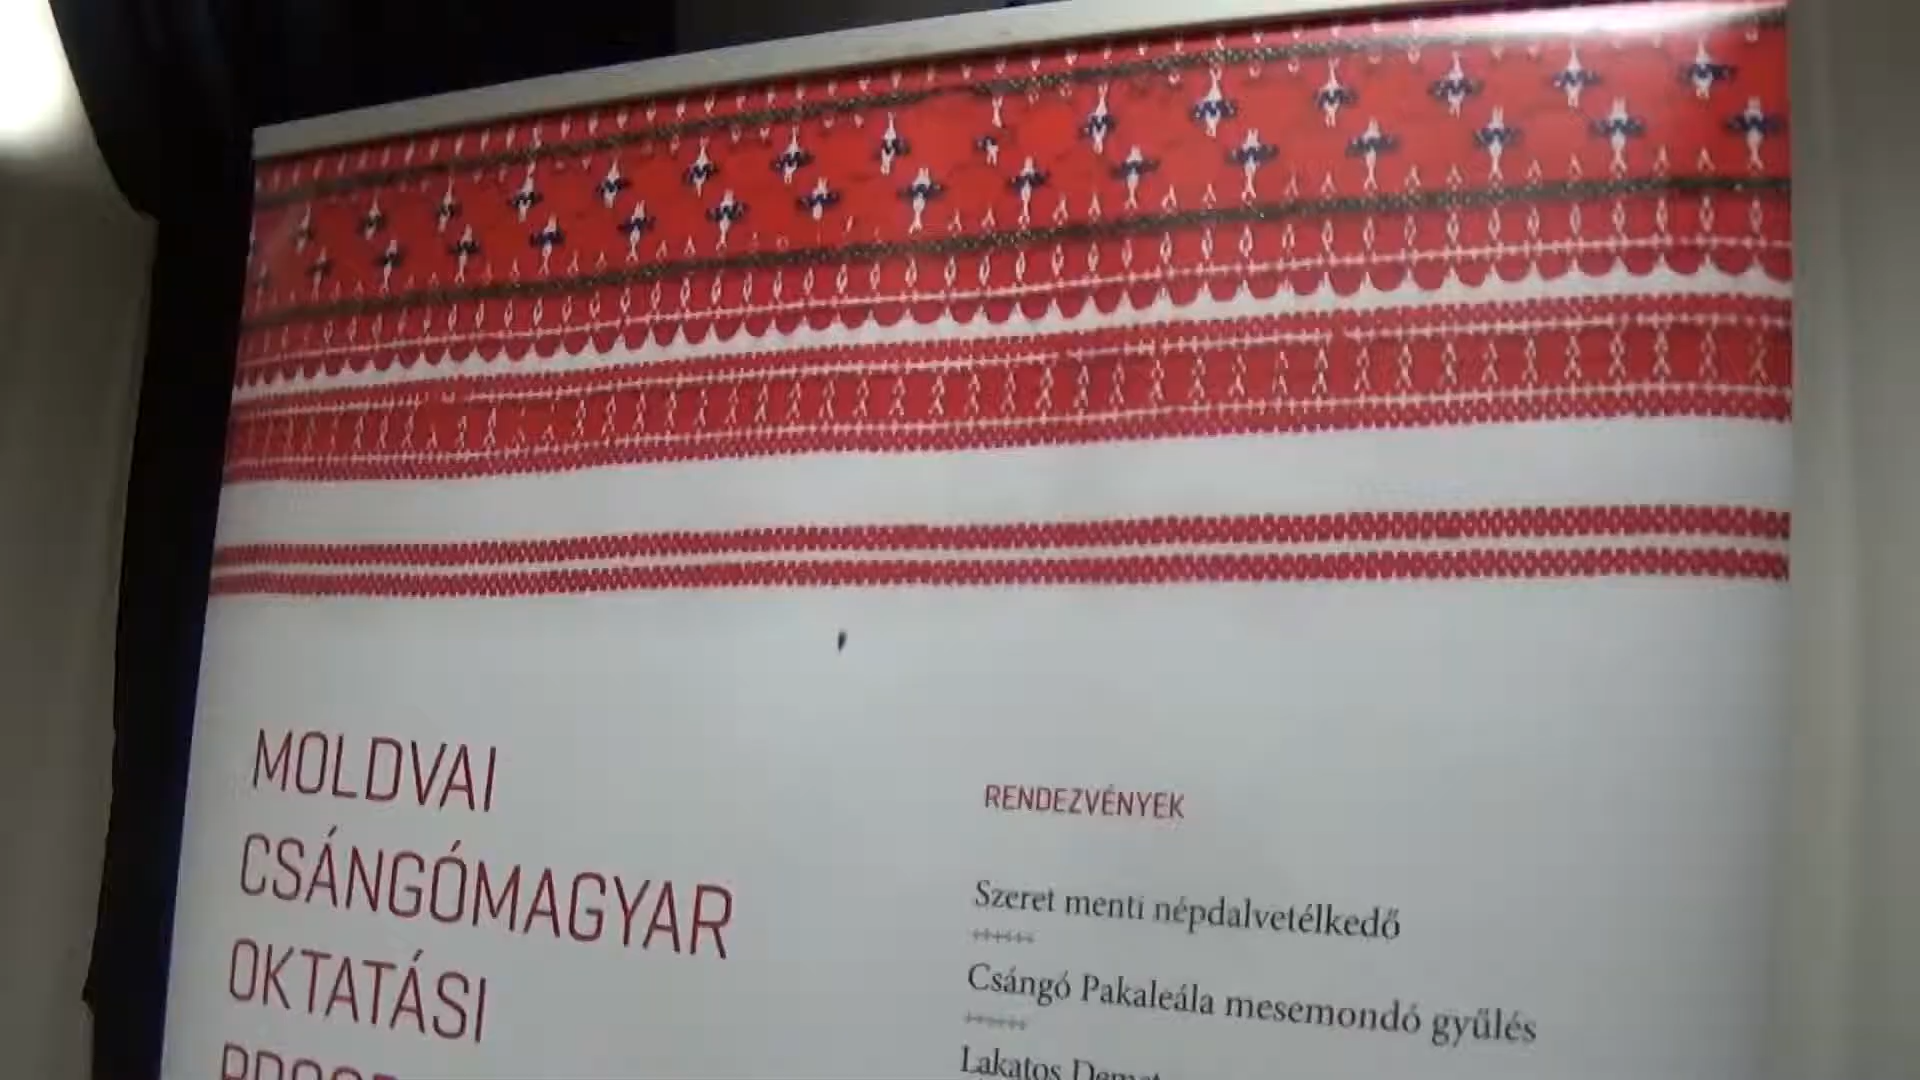 MOLDVAI
CSÁNGÓMAGYAR
OKTATÁSI
RENDEZVÉNYEK
Szeret menti népdalvetélkedő
Csángó Pakaleála mesemondó gyűlés
Lakatos